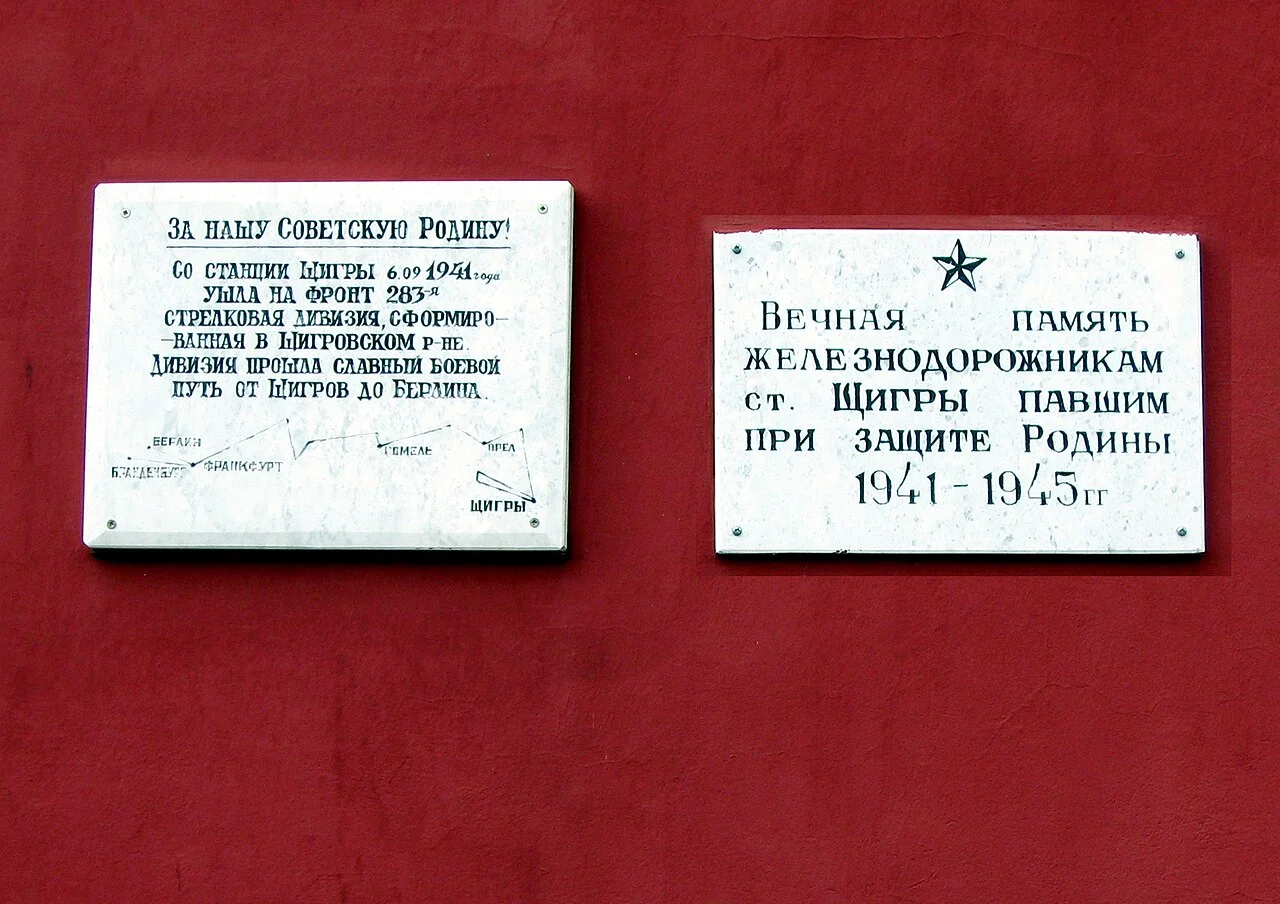 За нашу Советскую Родину!
Со станции Щигры 6.09 1941 года
ушла на фронт 283-я
стрелковая дивизия, сформиро-
-ванная в Щигровском р-не.
Дивизия прошла славный боевой
путь от Щигров до Берлина.
Берлин
Бранденбург
Франкфурт
Гомель
Орел
Щигры
Вечная память
железнодорожникам
ст. Щигры павшим
при защите Родины
1941 - 1945гг